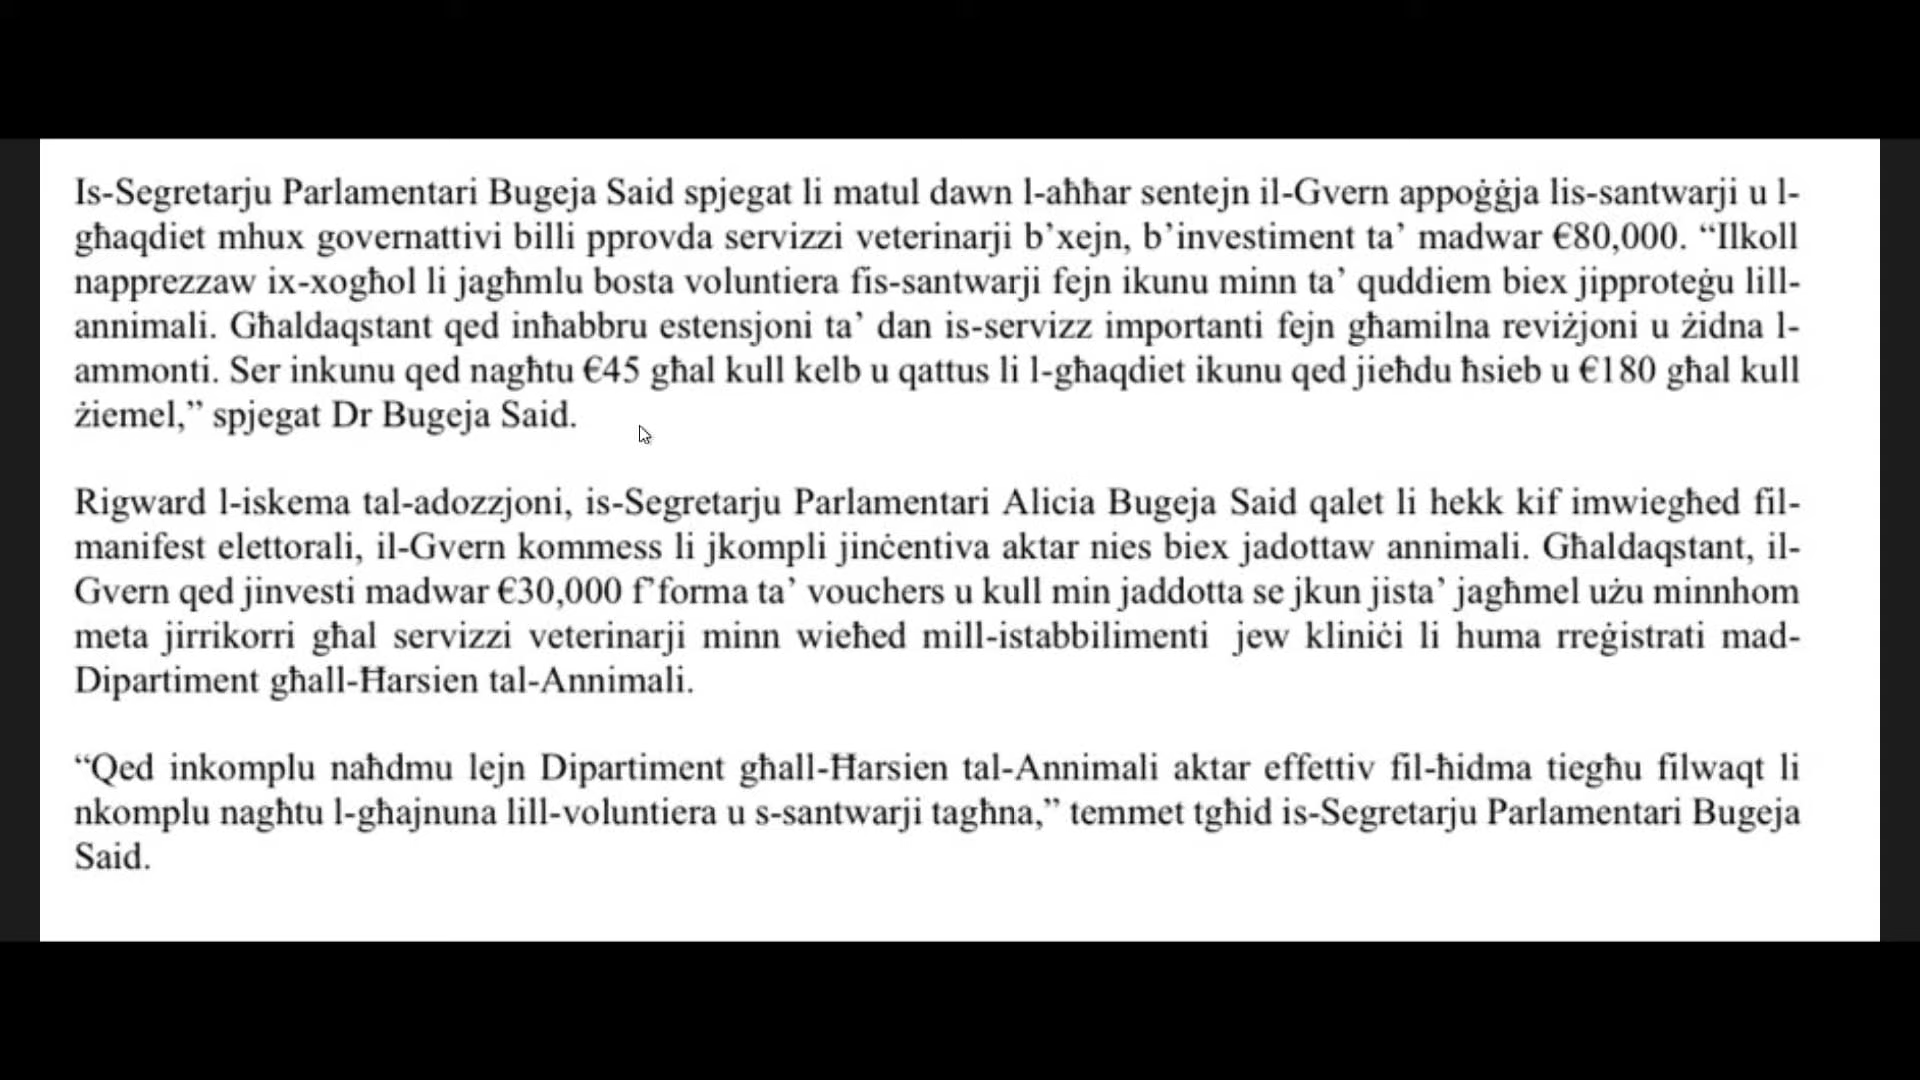 Is-Segretarju Parlamentari Bugeja Said spjegat li matul dawn l-aħħar sentejn il-Gvern appoġġja lis-santwarji u l-
għaqdiet mhux governattivi billi pprovda servizzi veterinarji b’xejn, b’investiment ta’ madwar €80,000. “Ilkoll
napprezzaw ix-xogħol li jagħmlu bosta voluntiera fis-santwarji fejn ikunu minn ta’ quddiem biex jipproteġu lill-
annimali. Għaldaqstant qed inħabbru estensjoni ta’ dan is-servizz importanti fejn għamilna reviżjoni u żidna l-
ammonti. Ser inkunu qed nagħtu €45 għal kull kelb u qattus li l-għaqdiet ikunu qed jieħdu ħsieb u €180 għal kull
żiemel,” spjegat Dr Bugeja Said.
Rigward l-iskema tal-adozzjoni, is-Segretarju Parlamentari Alicia Bugeja Said qalet li hekk kif imwiegħed fil-
manifest elettorali, il-Gvern kommess li jkompli jinċentiva aktar nies biex jadottaw annimali. Għaldaqstant, il-
Gvern qed jinvesti madwar €30,000 f’forma ta’ vouchers u kull min jaddotta se jkun jista’ jagħmel użu minnhom
meta jirrikorri għal servizzi veterinarji minn wieħed mill-istabbilimenti jew kliniċi li huma rreġistrati mad-
Dipartiment għall-Ħarsien tal-Annimali.
“Qed inkomplu naħdmu lejn Dipartiment għall-Ħarsien tal-Annimali aktar effettiv fil-ħidma tiegħu filwaqt li
nkomplu nagħtu l-għajnuna lill-voluntiera u s-santwarji tagħna,” temmet tgħid is-Segretarju Parlamentari Bugeja
Said.